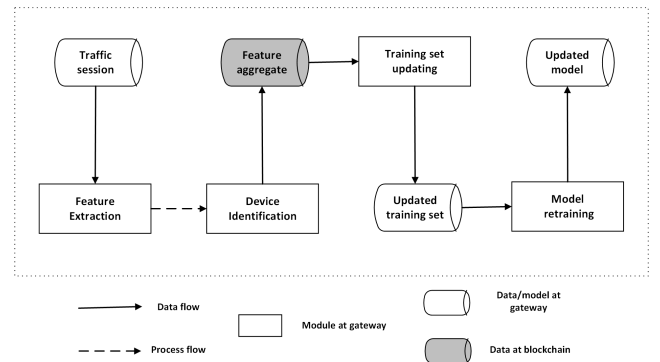 Traffic
session
Feature
aggregate
Training set
updating
Updated
model
Feature
Extraction
Device
Identification
Updated
training set
Model
retraining
Data flow
Process flow
Module at gateway
Data/model at
gateway
Data at blockchain